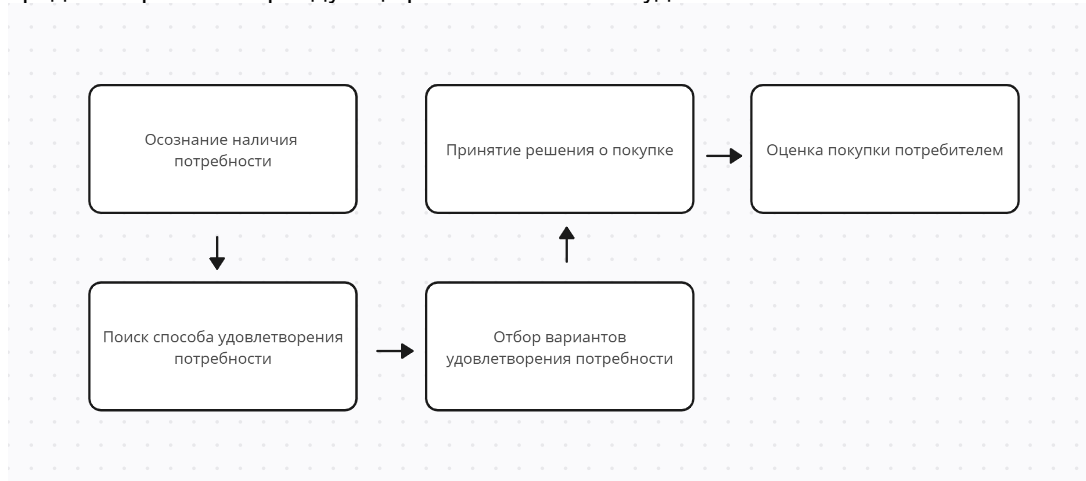 Осознание наличия
потребности
Поиск способа удовлетворения
потребности
Отбор вариантов
удовлетворения потребности
Принятие решения о покупке
Оценка покупки потребителем